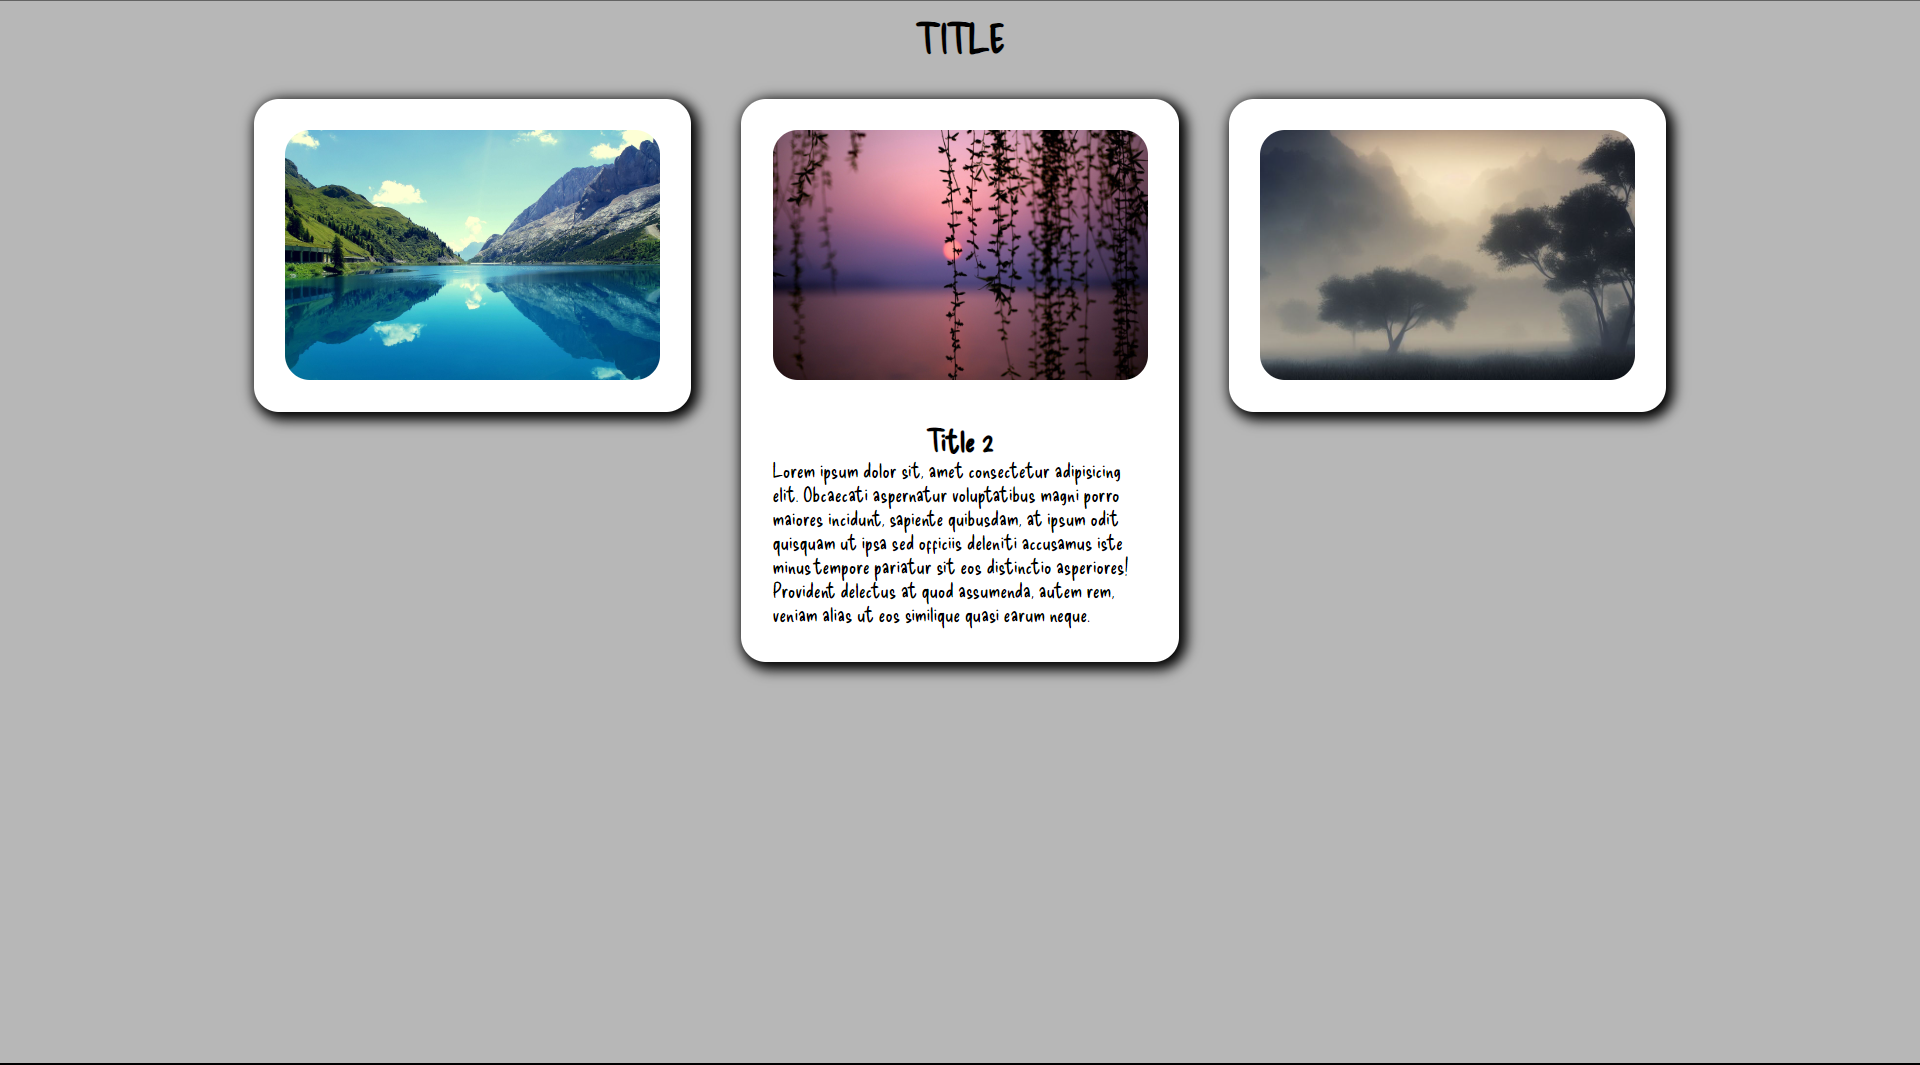 TITLE
Title 2
Lorem ipsum dolor sit, amet consectetur adipisicing
elit. Obcaecati aspernatur voluptatibus magni porro
maiores incidunt, sapiente quibusdam, at ipsum odit
quisquam ut ipsa sed officiis deleniti accusamus iste
minus tempore pariatur sit eos distinctio asperiores!
Provident delectus at quod assumenda, autem rem,
veniam alias ut eos similique quasi earum neque.